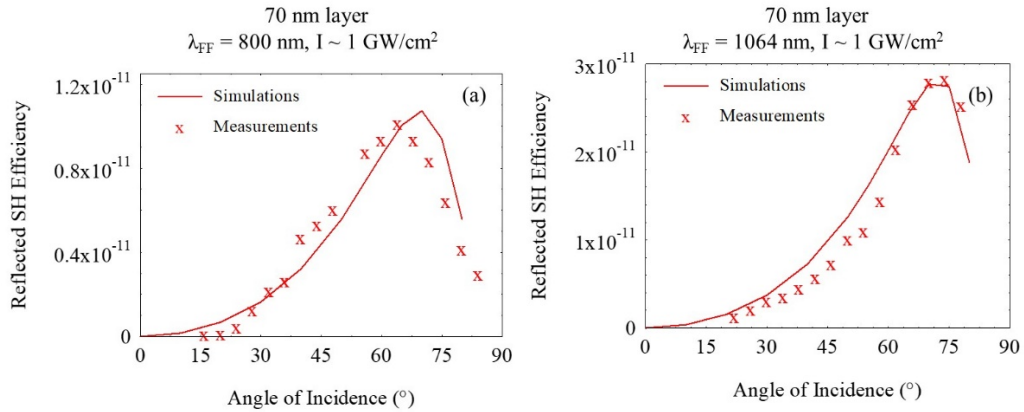 70 nm layer
λFF = 800 nm, I ~ 1 GW/cm²
1.2x10⁻¹¹
0.8x10⁻¹¹
0.4x10⁻¹¹
0
Reflected SH Efficiency
Simulations
x Measurements
(a)
0 15 30 45 60 75 90
Angle of Incidence (°)
70 nm layer
λFF = 1064 nm, I ~ 1 GW/cm²
3x10⁻¹¹
2x10⁻¹¹
1x10⁻¹¹
0
Reflected SH Efficiency
Simulations
x Measurements
(b)
0 15 30 45 60 75 90
Angle of Incidence (°)